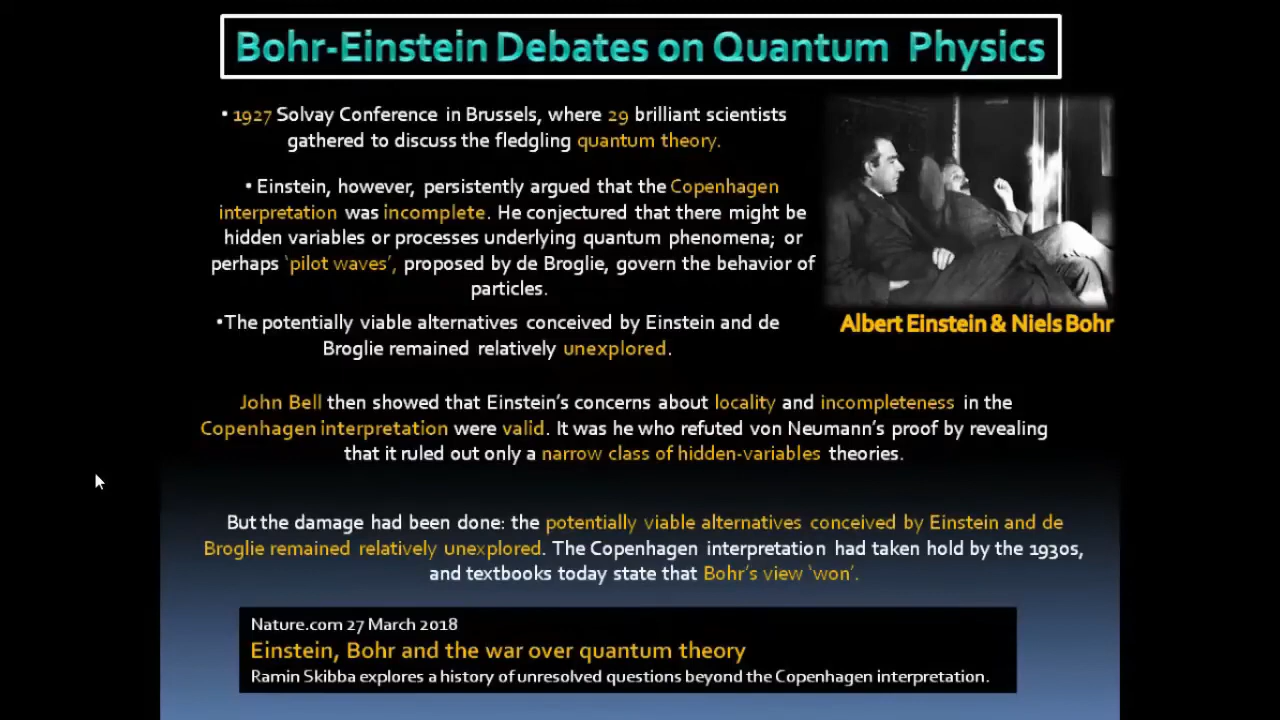 Bohr-Einstein Debates on Quantum Physics
• 1927 Solvay Conference in Brussels, where 29 brilliant scientists
gathered to discuss the fledgling quantum theory.
• Einstein, however, persistently argued that the Copenhagen
interpretation was incomplete. He conjectured that there might be
hidden variables or processes underlying quantum phenomena; or
perhaps ‘pilot waves’, proposed by de Broglie, govern the behavior of
particles.
•The potentially viable alternatives conceived by Einstein and de
Broglie remained relatively unexplored.
Albert Einstein & Niels Bohr
John Bell then showed that Einstein’s concerns about locality and incompleteness in the
Copenhagen interpretation were valid. It was he who refuted von Neumann’s proof by revealing
that it ruled out only a narrow class of hidden-variables theories.
But the damage had been done: the potentially viable alternatives conceived by Einstein and de
Broglie remained relatively unexplored. The Copenhagen interpretation had taken hold by the 1930s,
and textbooks today state that Bohr’s view ‘won’.
Nature.com 27 March 2018
Einstein, Bohr and the war over quantum theory
Ramin Skibba explores a history of unresolved questions beyond the Copenhagen interpretation.